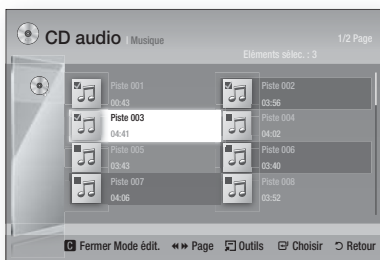 CD audio Musique 1/2 Page
Eléments sélec. : 3
Piste 001 Piste 002
00:43 03:56
Piste 003 Piste 004
04:41 04:02
Piste 005 Piste 006
03:43 03:40
Piste 007 Piste 008
04:06 03:52
C Fermer Mode édit. Page Outils Choisir Retour